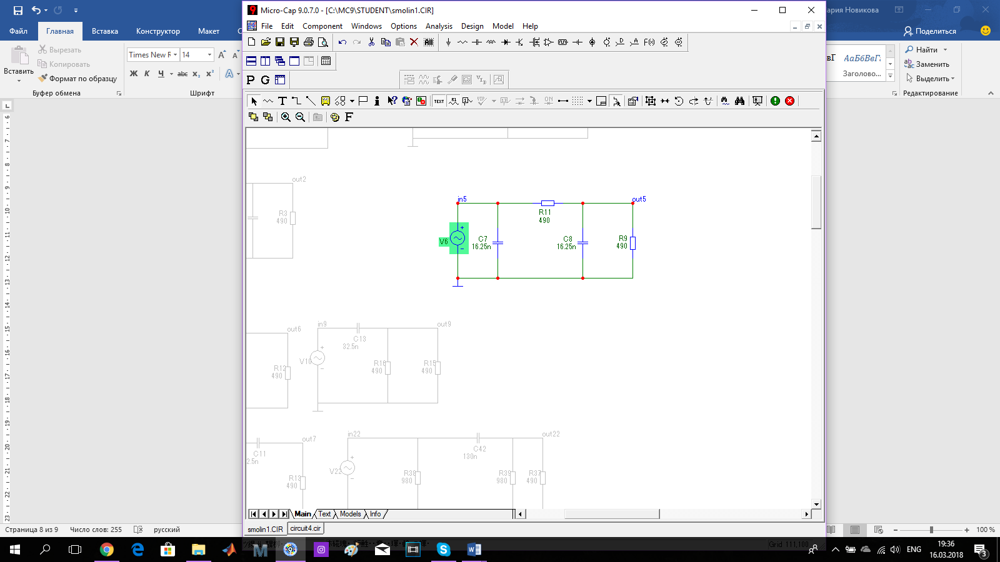 Micro-Cap 9.0.7.0 - [C:\MC9\STUDENT\smolin1.CIR]
ария Новикова
Файл Главная Вставка Конструктор Макет
File Edit Component Windows Options Analysis Design Model Help
Поделиться
Вставить
Вырезать
Копировать
Формат по образцу
Буфер обмена
Times New R 14
Ж К Ч abc x₂ x²
Шрифт
АаБбВвГг
Заголово...
Найти
Заменить
Выделить
Редактирование
P G
TEXT
F
out2
R3
490
in5
out5
R11
490
V6
C7
16.25n
C8
16.25n
R9
490
out6
R12
490
in9
out9
C13
32.5n
V10
R16
490
R15
490
out7
C11
2.5n
R13
490
in22
out22
C42
130n
V22
R38
980
R39
980
R37
490
Main Text Models Info
smolin1.CIR circuit4.cir
Страница 8 из 9 Число слов: 255 русский
100 %
Grid 111,100
ENG
19:36
16.03.2018
3